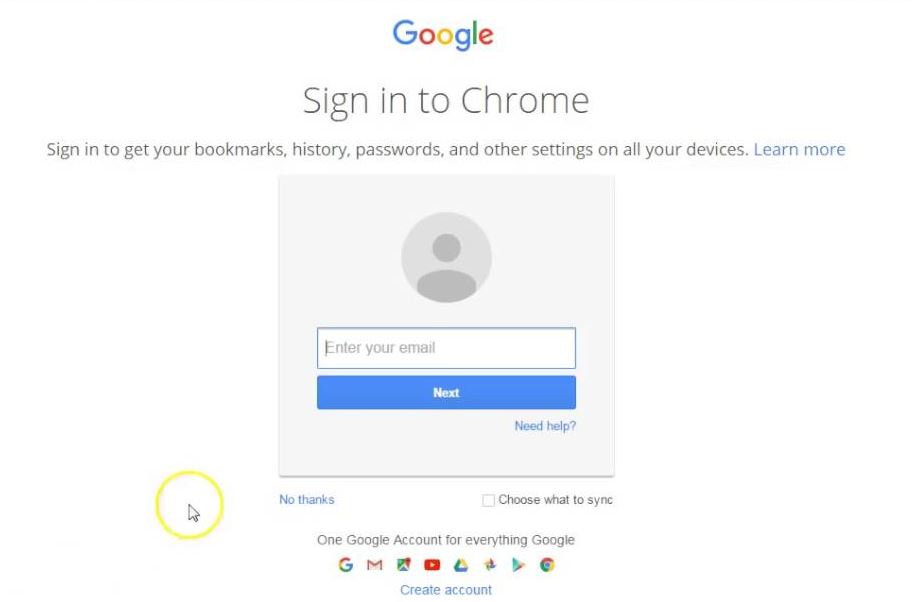 Google
Sign in to Chrome
Sign in to get your bookmarks, history, passwords, and other settings on all your devices. Learn more
Enter your email
Next
Need help?
No thanks
Choose what to sync
One Google Account for everything Google
Create account